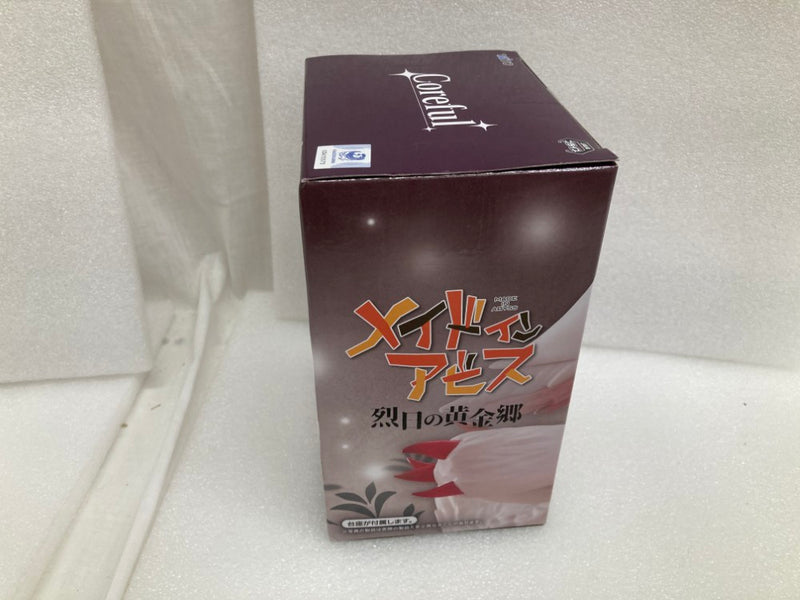 Coreful
MADE
IN
ABYSS
メイドイン
アビス
烈日の黄金郷
台座が付属します。